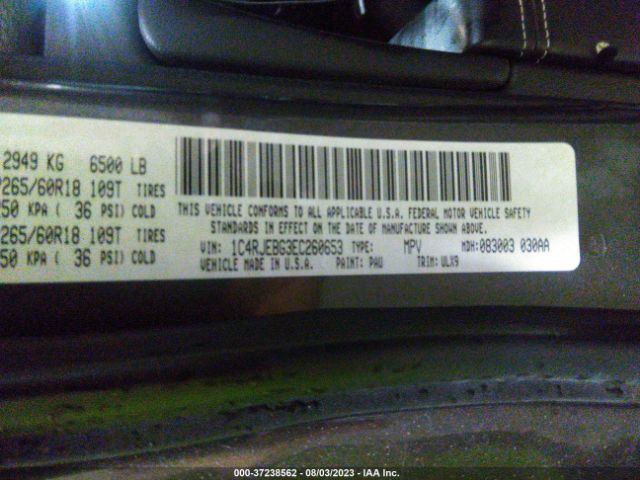 2949 KG 6500 LB
265/60R18 109T TIRES
50 KPA ( 36 PSI) COLD
265/60R18 109T TIRES
50 KPA ( 36 PSI) COLD
THIS VEHICLE CONFORMS TO ALL APPLICABLE U.S.A. FEDERAL MOTOR VEHICLE SAFETY
STANDARDS IN EFFECT ON THE DATE OF MANUFACTURE SHOWN ABOVE.
VIN: 1C4RJEBG3EC260653 TYPE: MPV MDH: 083003 030AA
VEHICLE MADE IN U.S.A. PAINT: PAU TRIM: ULX9
000-37238562 - 08/03/2023 - IAA Inc.